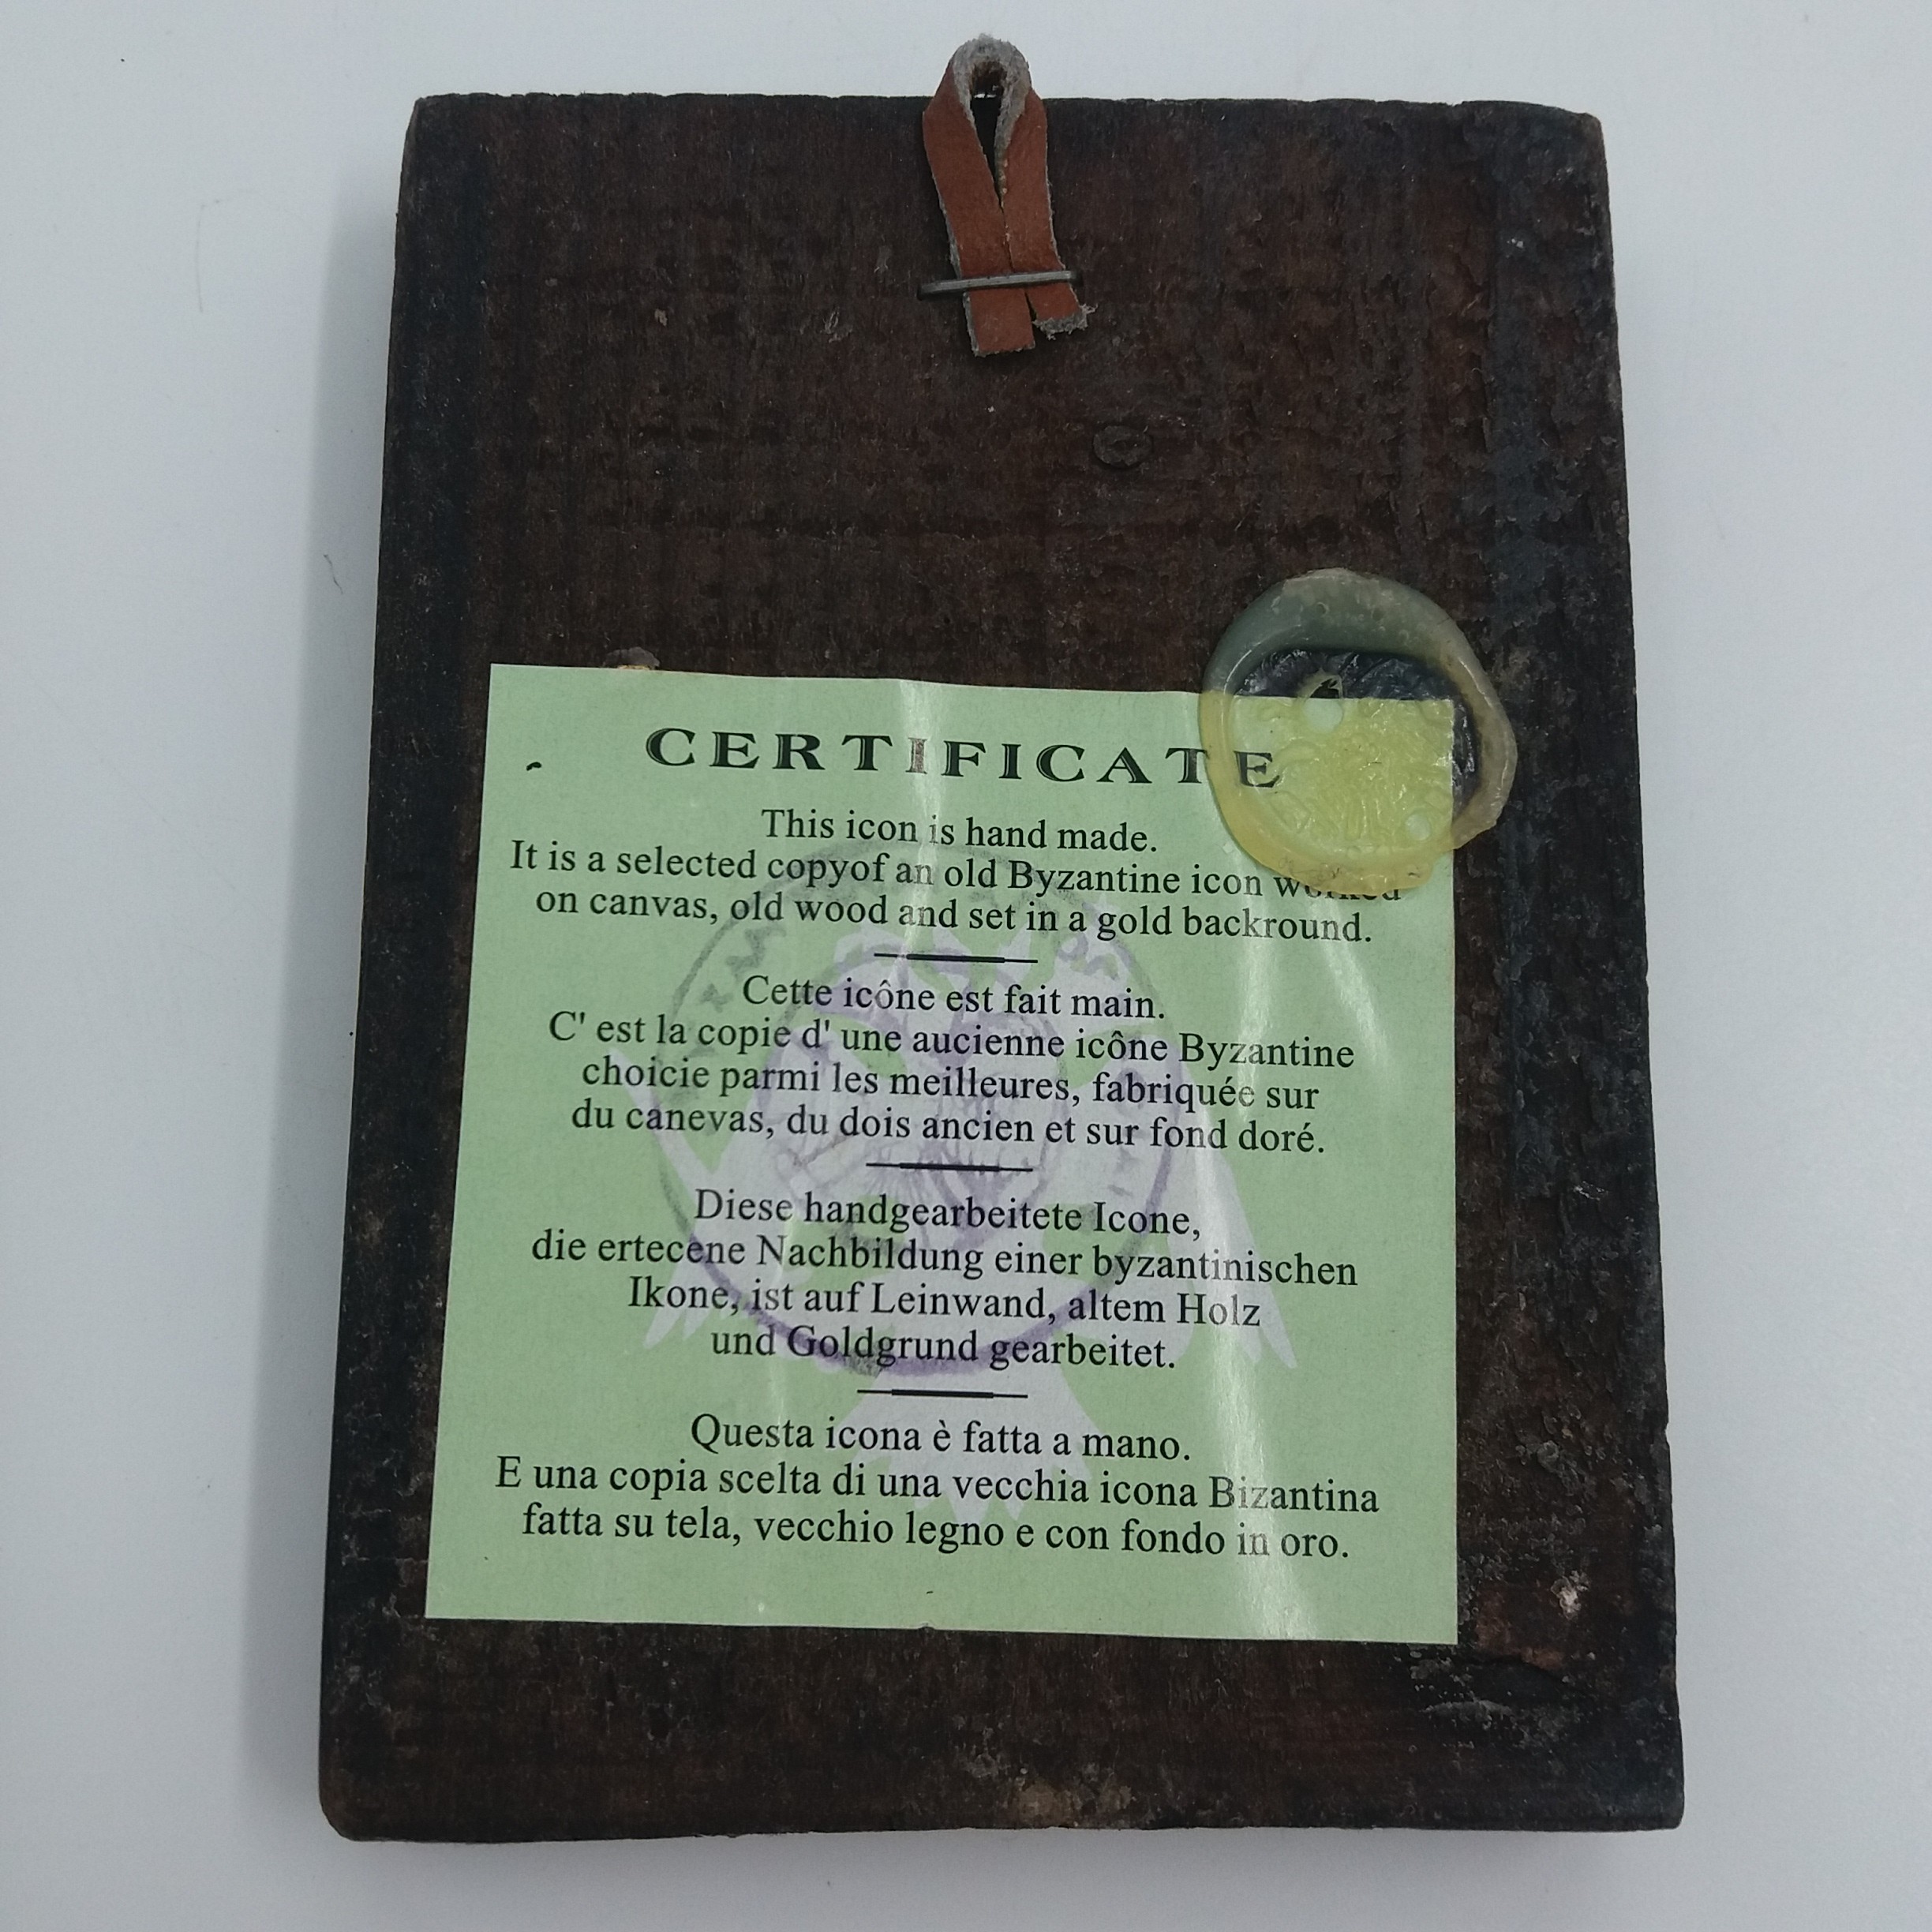 CERTIFICATE
This icon is hand made.
It is a selected copyof an old Byzantine icon worked
on canvas, old wood and set in a gold backround.
Cette icône est fait main.
C' est la copie d' une aucienne icône Byzantine
choicie parmi les meilleures, fabriquée sur
du canevas, du dois ancien et sur fond doré.
Diese handgearbeitete Icone,
die ertecene Nachbildung einer byzantinischen
Ikone, ist auf Leinwand, altem Holz
und Goldgrund gearbeitet.
Questa icona è fatta a mano.
E una copia scelta di una vecchia icona Bizantina
fatta su tela, vecchio legno e con fondo in oro.